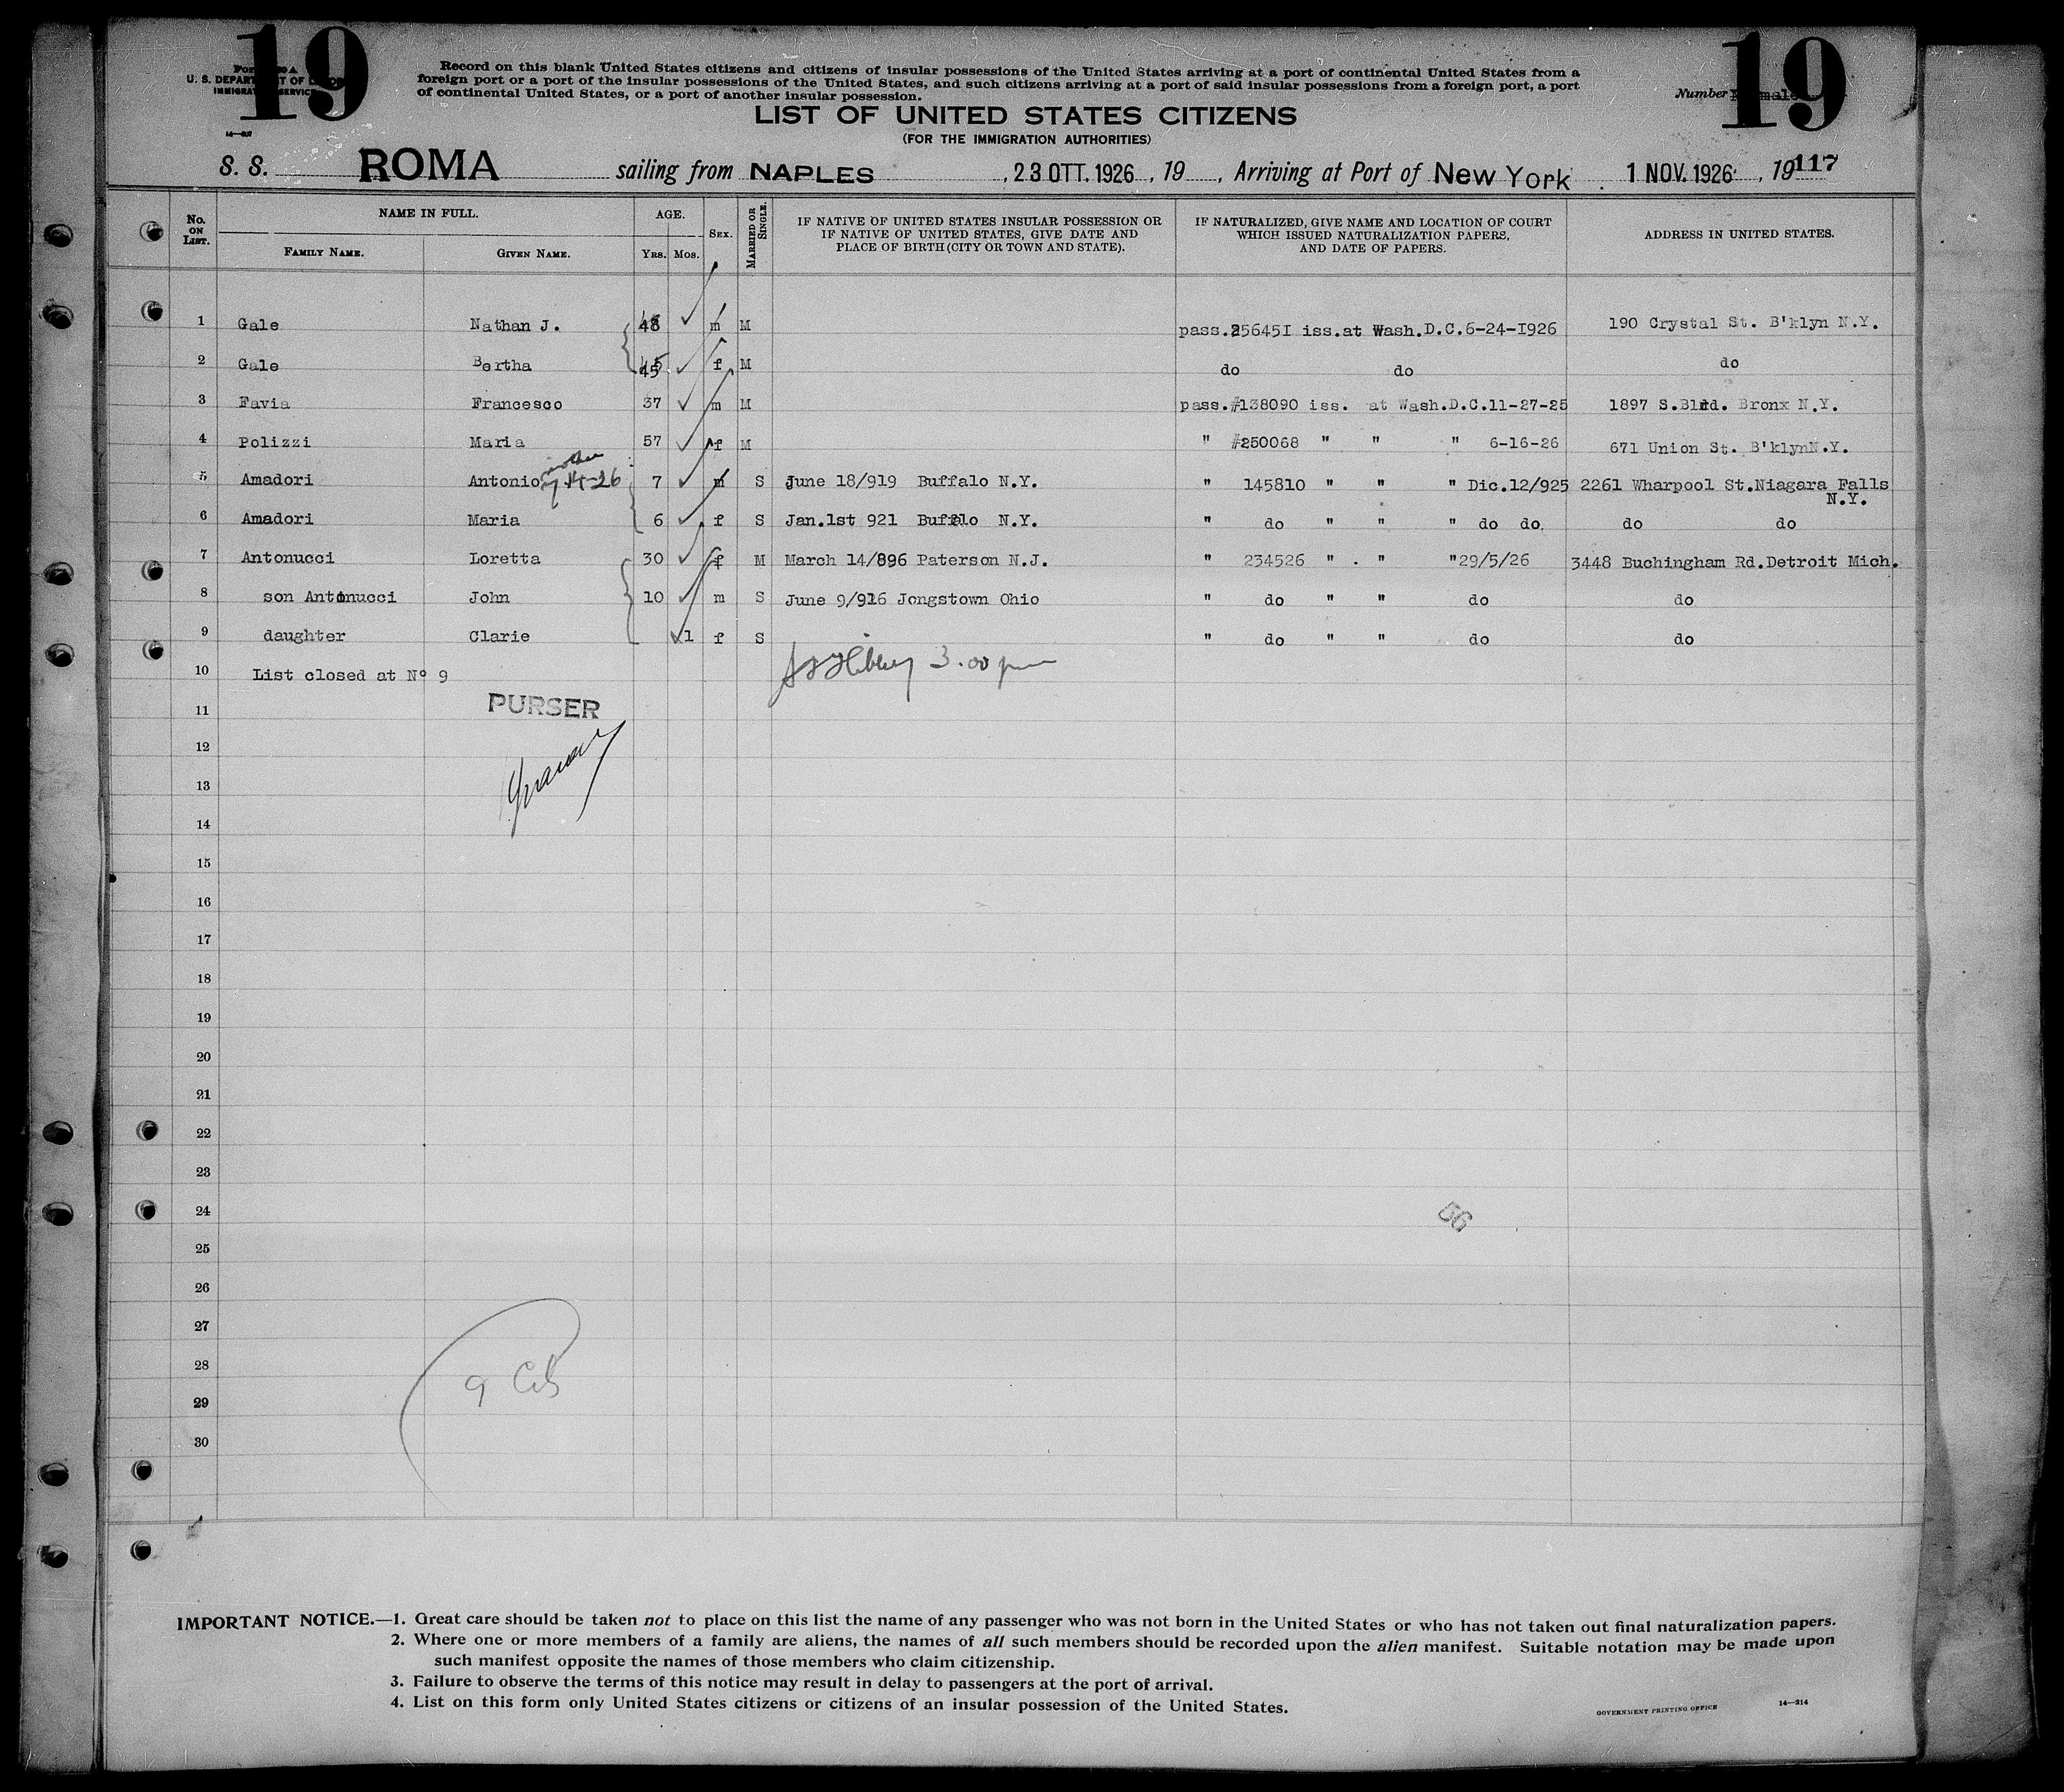 19
19
U. S. DEPARTMENT OF LABOR
IMMIGRATION SERVICE
Record on this blank United States citizens and citizens of insular possessions of the United States arriving at a port of continental United States from a
foreign port or a port of the insular possessions of the United States, and such citizens arriving at a port of said insular possessions from a foreign port, a port
of continental United States, or a port of another insular possession.
Number
LIST OF UNITED STATES CITIZENS
(FOR THE IMMIGRATION AUTHORITIES)
S. S. ROMA sailing from NAPLES , 23 OTT. 1926 , 19 , Arriving at Port of New York . 1 NOV. 1926 , 19 117
No. ON LIST. NAME IN FULL. FAMILY NAME. GIVEN NAME. AGE. YRS. MOS. SEX. MARRIED OR SINGLE. IF NATIVE OF UNITED STATES INSULAR POSSESSION OR IF NATIVE OF UNITED STATES, GIVE DATE AND PLACE OF BIRTH (CITY OR TOWN AND STATE). IF NATURALIZED, GIVE NAME AND LOCATION OF COURT WHICH ISSUED NATURALIZATION PAPERS, AND DATE OF PAPERS. ADDRESS IN UNITED STATES.
1 Gale Nathan J. 48 m M pass.256451 iss.at Wash.D.C.6-24-I926 190 Crystal St. B'klyn N.Y.
2 Gale Bertha 45 f M do do do
3 Favia Francesco 37 m M pass.#138090 iss. at Wash.D.C.11-27-25 1897 S.Blvd. Bronx N.Y.
4 Polizzi Maria 57 f M " #250068 " " " 6-16-26 671 Union St. B'klynN.Y.
mother
5 Amadori Antonio 7 m S June 18/919 Buffalo N.Y. " 145810 " " " Dic.12/925 2261 Wharpool St.Niagara Falls
N.Y.
6 Amadori Maria 6 f S Jan.1st 921 Buffalo N.Y. " do " " " do do. do do
7 Antonucci Loretta 30 f M March 14/896 Paterson N.J. " 234526 " . " "29/5/26 3448 Buchingham Rd.Detroit Mich.
8 son Antonucci John 10 m S June 9/916 Jongstown Ohio " do " " do do
9 daughter Clarie 1 f S " do " " do do
10 List closed at Nº 9
3.00 pm
11
PURSER
12
13
14
15
16
17
18
19
20
21
22
23
24
56
25
26
27
28
9 Cit
29
30
IMPORTANT NOTICE.—1. Great care should be taken not to place on this list the name of any passenger who was not born in the United States or who has not taken out final naturalization papers.
2. Where one or more members of a family are aliens, the names of all such members should be recorded upon the alien manifest. Suitable notation may be made upon
such manifest opposite the names of those members who claim citizenship.
3. Failure to observe the terms of this notice may result in delay to passengers at the port of arrival.
4. List on this form only United States citizens or citizens of an insular possession of the United States.
GOVERNMENT PRINTING OFFICE 14—214